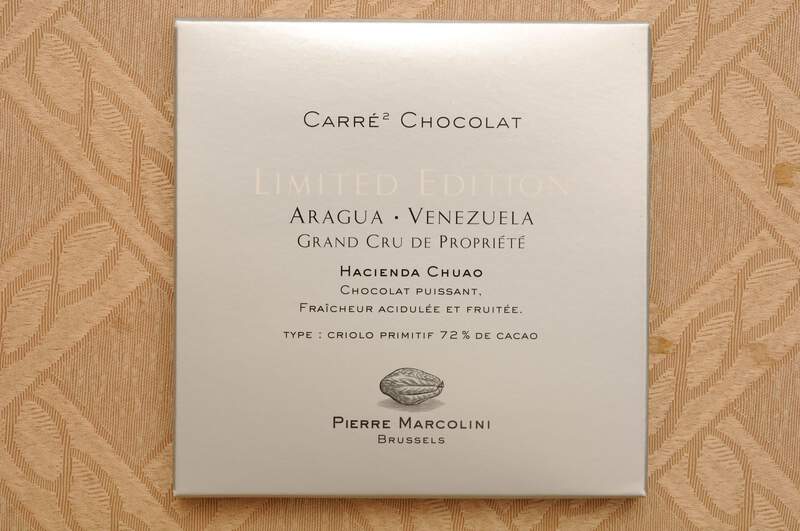 Carré² Chocolat
Limited Edition
Aragua · Venezuela
Grand Cru de Propriété
Hacienda Chuao
Chocolat puissant,
Fraîcheur acidulée et fruitée.
Type : criolo primitif 72 % de cacao
Pierre Marcolini
Brussels